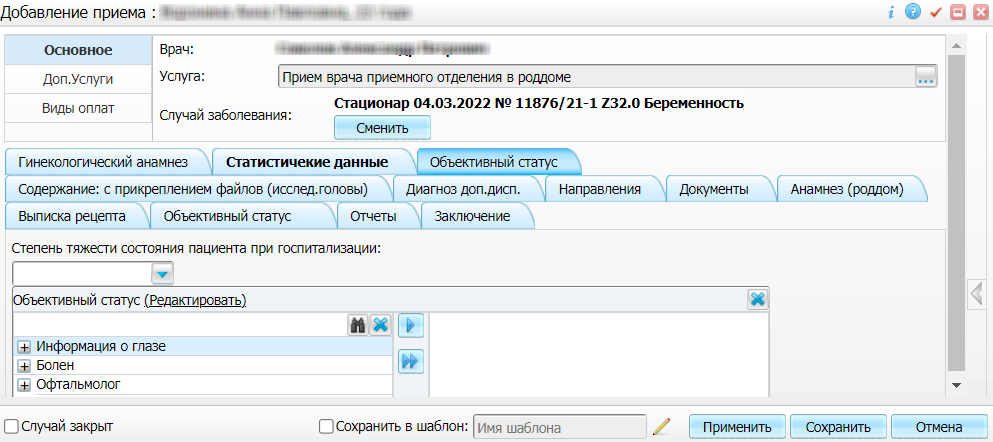 Добавление приема :
Основное
Доп.Услуги
Виды оплат
Врач:
Услуга: Прием врача приемного отделения в роддоме ...
Случай заболевания: Стационар 04.03.2022 № 11876/21-1 Z32.0 Беременность
Сменить
Гинекологический анамнез Статистичекие данные Объективный статус
Содержание: с прикреплением файлов (исслед.головы) Диагноз доп.дисп. Направления Документы Анамнез (роддом)
Выписка рецепта Объективный статус Отчеты Заключение
Степень тяжести состояния пациента при госпитализации:
Объективный статус (Редактировать)
Информация о глазе
Болен
Офтальмолог
Случай закрыт Сохранить в шаблон: Имя шаблона Применить Сохранить Отмена